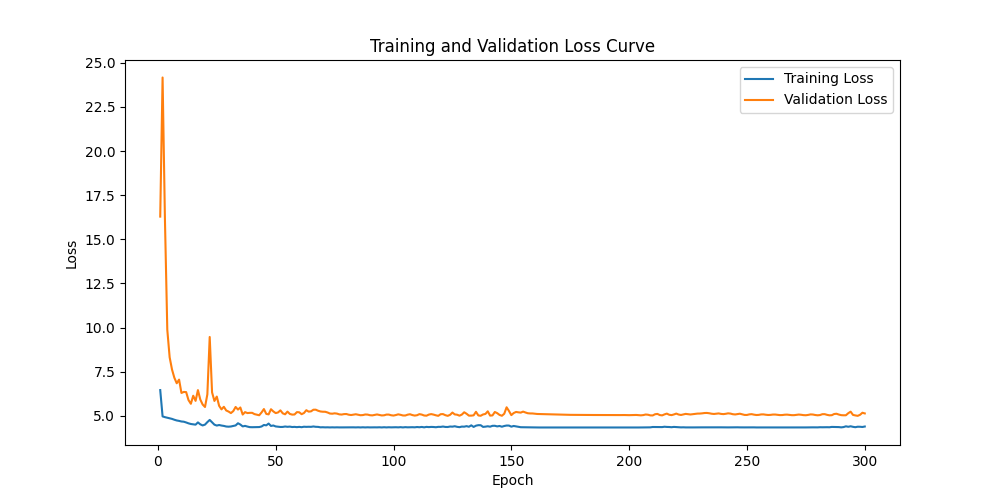 Training and Validation Loss Curve
Training Loss
Validation Loss
25.0
22.5
20.0
17.5
15.0
12.5
10.0
7.5
5.0
Loss
0 50 100 150 200 250 300
Epoch